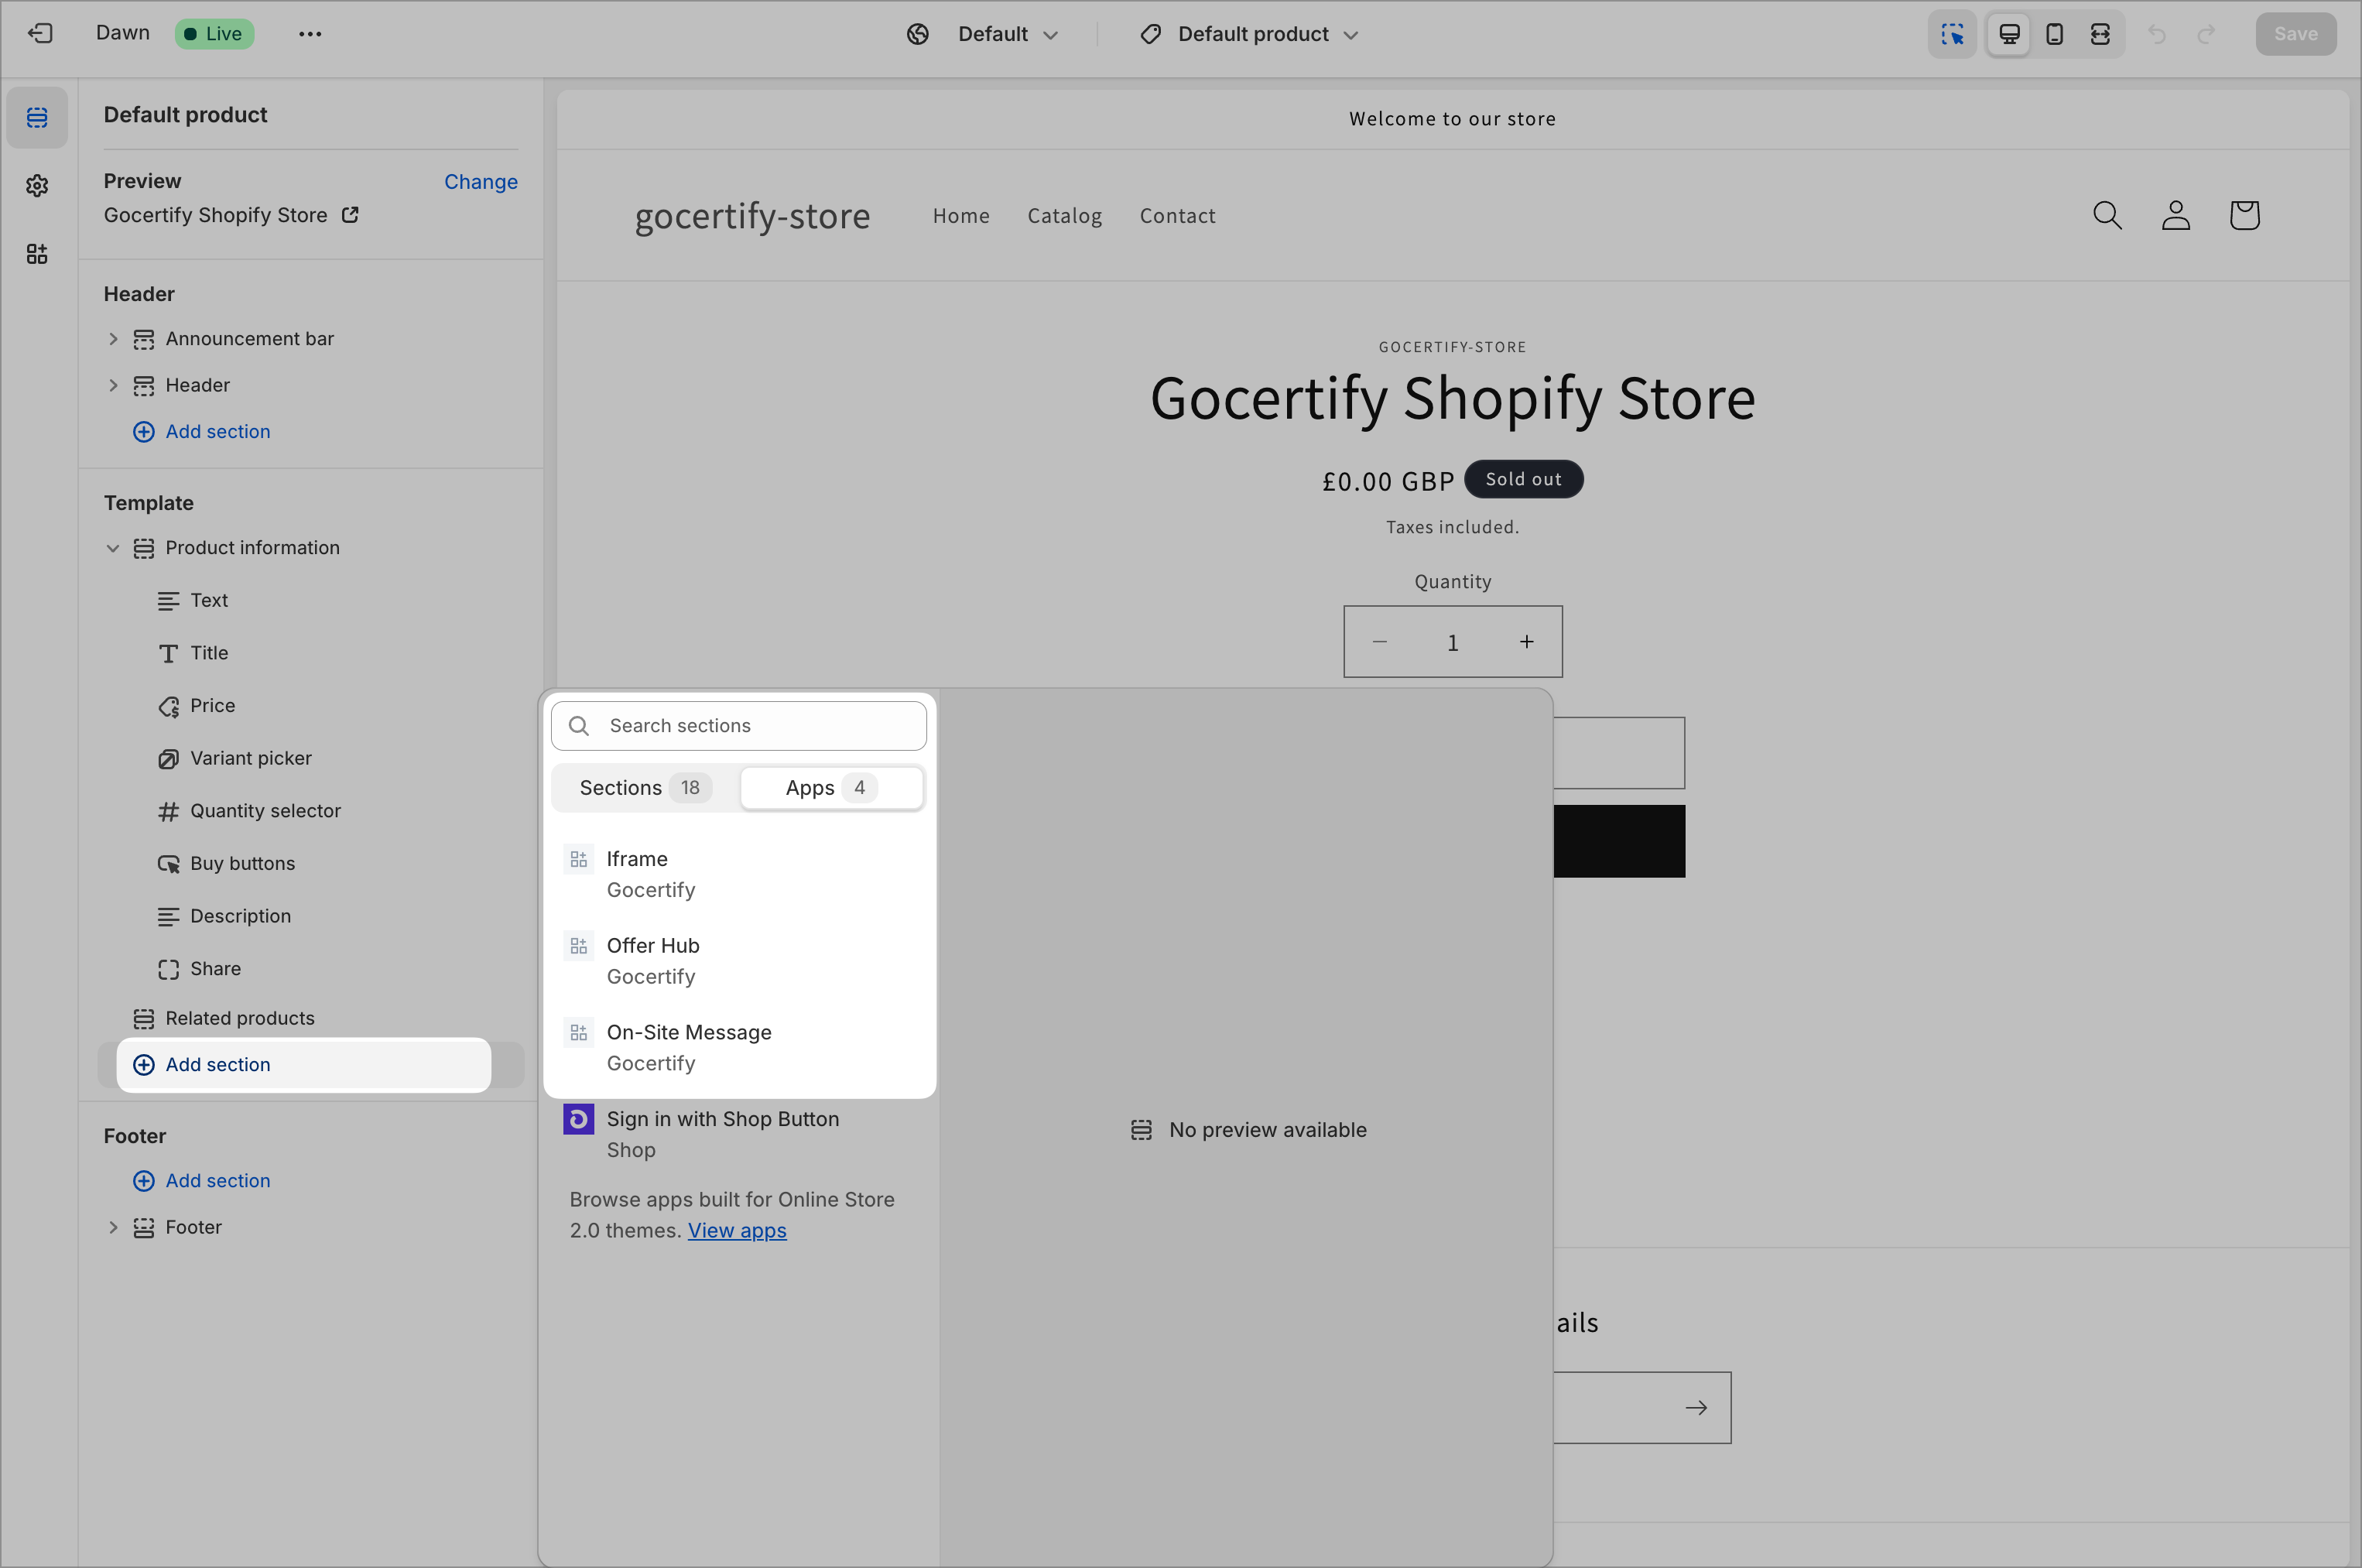 Dawn
Live
Default
Default product
Save
Default product
Preview
Change
Gocertify Shopify Store
Header
Announcement bar
Header
Add section
Template
Product information
Text
Title
Price
Variant picker
Quantity selector
Buy buttons
Description
Share
Related products
Add section
Footer
Add section
Footer
Welcome to our store
gocertify-store
Home
Catalog
Contact
GOCERTIFY-STORE
Gocertify Shopify Store
£0.00 GBP
Sold out
Taxes included.
Quantity
1
Search sections
Sections 18
Apps 4
Iframe
Gocertify
Offer Hub
Gocertify
On-Site Message
Gocertify
Sign in with Shop Button
Shop
Browse apps built for Online Store
2.0 themes. View apps
No preview available
ails